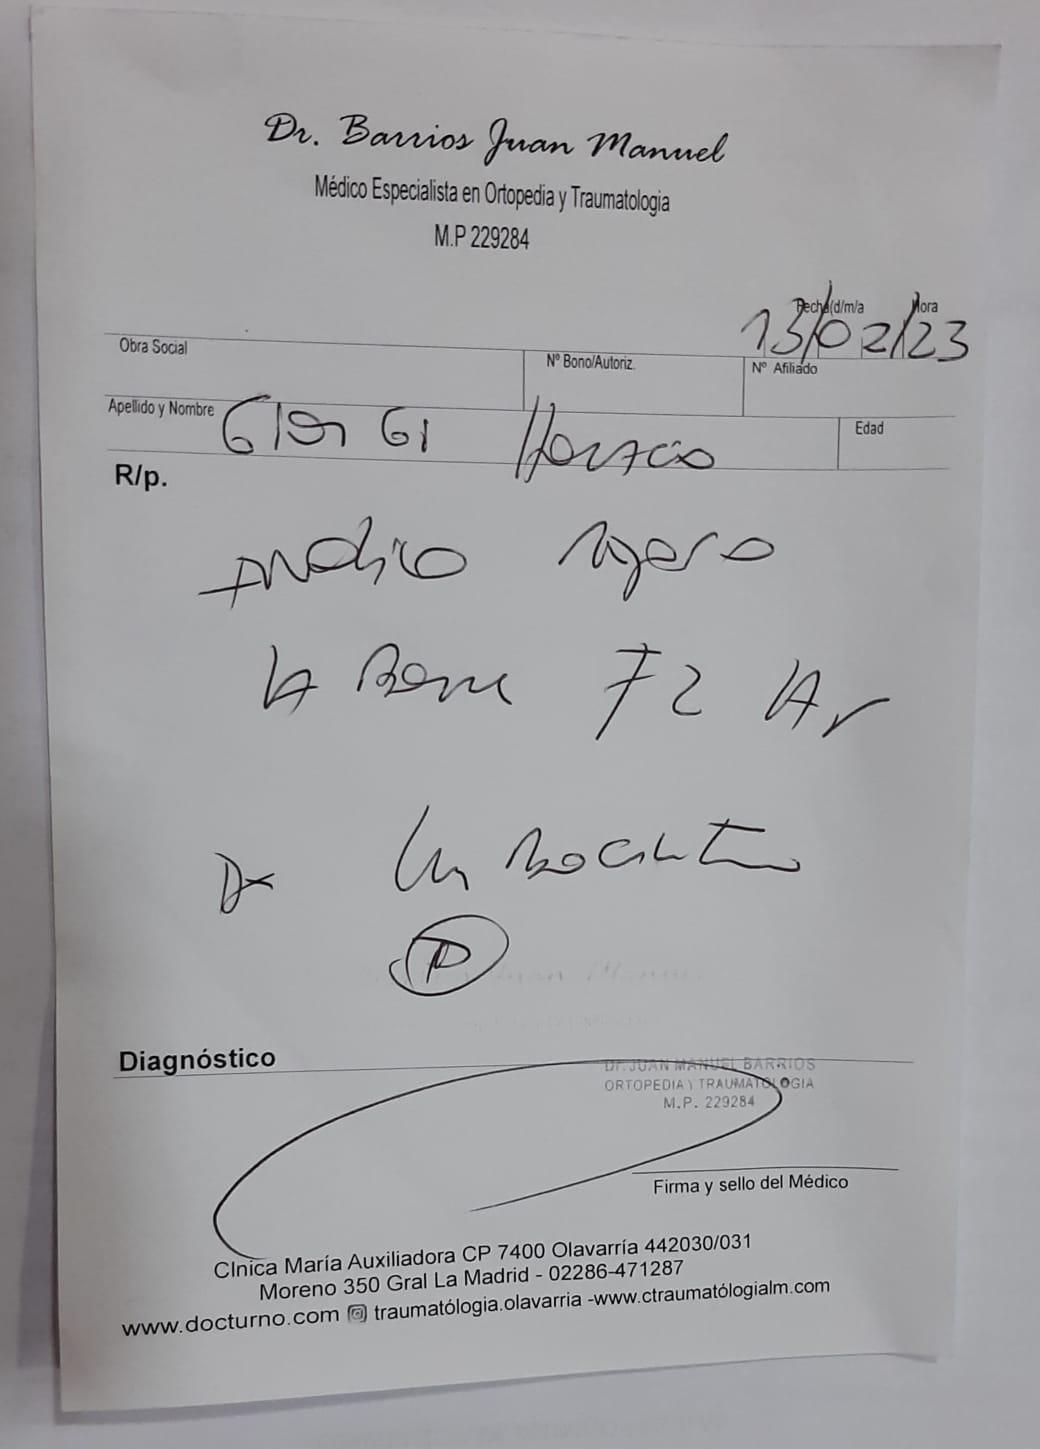 Dr. Barrios Juan Manuel
Médico Especialista en Ortopedia y Traumatologia
M.P 229284
Fecha(d/m/a Hora
13/02/23
Obra Social
Nº Bono/Autoriz.
Nº Afiliado
Apellido y Nombre Giorgi Horacio
Edad
R/p.
Indico
72
Dx
Diagnóstico
Dr. JUAN MANUEL BARRIOS
ORTOPEDIA Y TRAUMATOLOGIA
M.P. 229284
Firma y sello del Médico
Clnica María Auxiliadora CP 7400 Olavarría 442030/031
Moreno 350 Gral La Madrid - 02286-471287
www.docturno.com traumatólogia.olavarria -www.ctraumatólogialm.com